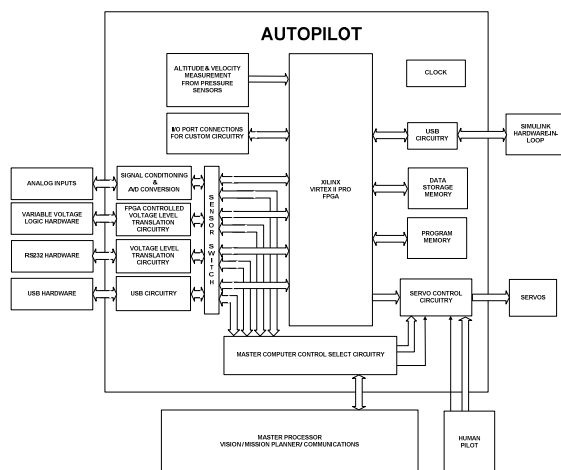 AUTOPILOT
ALTITUDE & VELOCITY
MEASUREMENT
FROM PRESSURE
SENSORS
CLOCK
I/O PORT CONNECTIONS
FOR CUSTOM CIRCUITRY
USB
CIRCUITRY
SIMULINK
HARDWARE-IN-
LOOP
ANALOG INPUTS
SIGNAL CONDITIONING
&
A/D CONVERSION
SENSOR SWITCH
XILINX
VIRTEX II PRO
FPGA
DATA
STORAGE
MEMORY
VARIABLE VOLTAGE
LOGIC HARDWARE
FPGA CONTROLLED
VOLTAGE LEVEL
TRANSLATION
CIRCUITRY
PROGRAM
MEMORY
RS232 HARDWARE
VOLTAGE LEVEL
TRANSLATION
CIRCUITRY
USB HARDWARE
USB CIRCUITRY
SERVO CONTROL
CIRCUITRY
SERVOS
MASTER COMPUTER CONTROL SELECT CIRCUITRY
MASTER PROCESSOR
VISION / MISSION PLANNER/ COMMUNICATIONS
HUMAN
PILOT